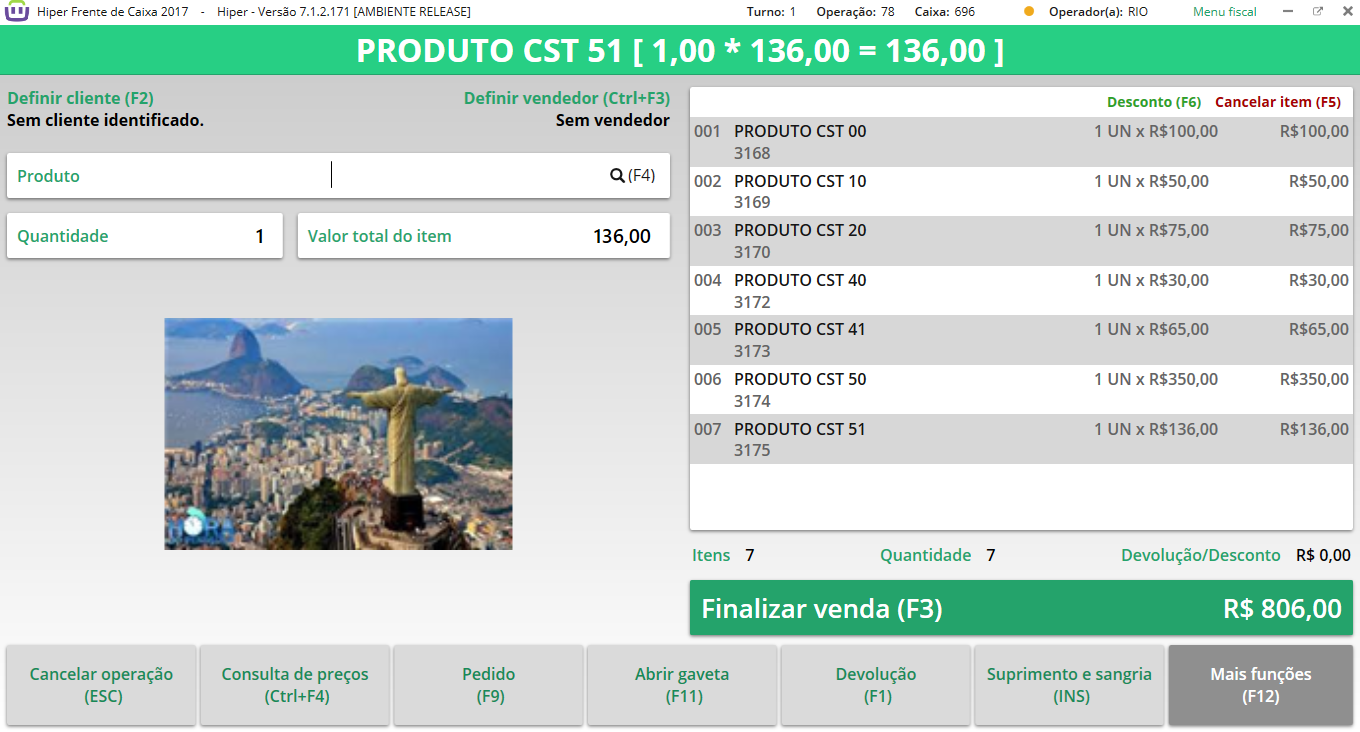 Hiper Frente de Caixa 2017 - Hiper - Versão 7.1.2.171 [AMBIENTE RELEASE] Turno: 1 Operação: 78 Caixa: 696 Operador(a): RIO Menu fiscal
PRODUTO CST 51 [ 1,00 * 136,00 = 136,00 ]
Definir cliente (F2) Definir vendedor (Ctrl+F3)
Sem cliente identificado. Sem vendedor
Produto (F4)
Quantidade 1 Valor total do item 136,00
HORA
Desconto (F6) Cancelar item (F5)
001 PRODUTO CST 00 1 UN x R$100,00 R$100,00
3168
002 PRODUTO CST 10 1 UN x R$50,00 R$50,00
3169
003 PRODUTO CST 20 1 UN x R$75,00 R$75,00
3170
004 PRODUTO CST 40 1 UN x R$30,00 R$30,00
3172
005 PRODUTO CST 41 1 UN x R$65,00 R$65,00
3173
006 PRODUTO CST 50 1 UN x R$350,00 R$350,00
3174
007 PRODUTO CST 51 1 UN x R$136,00 R$136,00
3175
Itens 7 Quantidade 7 Devolução/Desconto R$ 0,00
Finalizar venda (F3) R$ 806,00
Cancelar operação (ESC)
Consulta de preços (Ctrl+F4)
Pedido (F9)
Abrir gaveta (F11)
Devolução (F1)
Suprimento e sangria (INS)
Mais funções (F12)